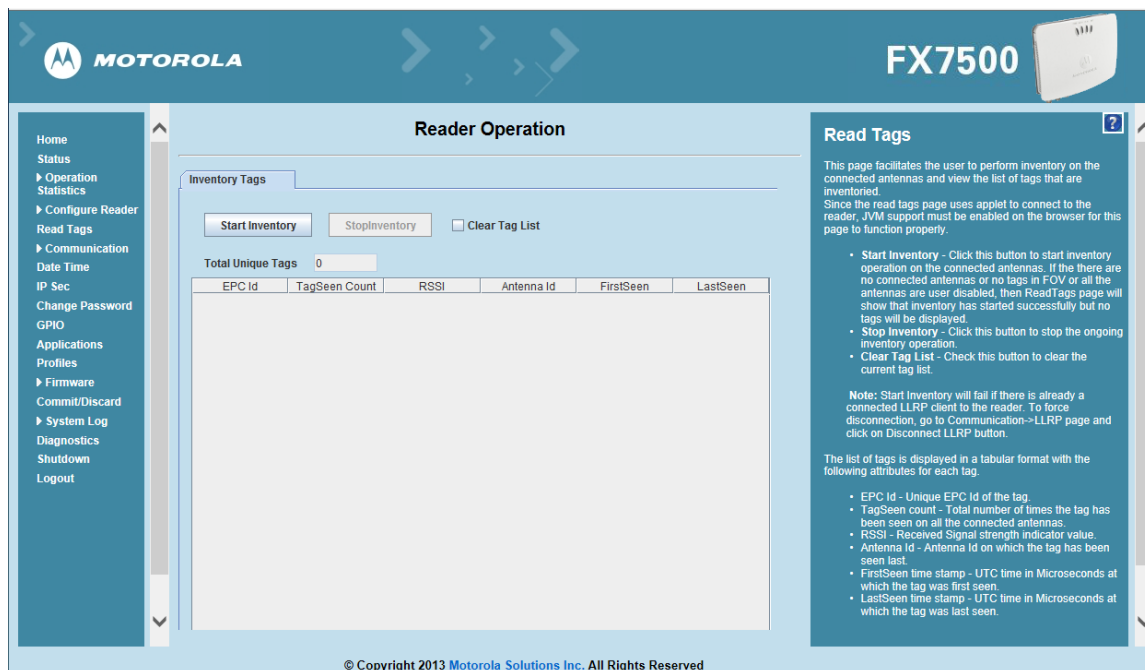 MOTOROLA
FX7500
Home
Status
Operation
Statistics
Configure Reader
Read Tags
Communication
Date Time
IP Sec
Change Password
GPIO
Applications
Profiles
Firmware
Commit/Discard
System Log
Diagnostics
Shutdown
Logout
Reader Operation
Inventory Tags
Start Inventory StopInventory Clear Tag List
Total Unique Tags 0
EPC Id TagSeen Count RSSI Antenna Id FirstSeen LastSeen
?
Read Tags
This page facilitates the user to perform inventory on the
connected antennas and view the list of tags that are
inventoried.
Since the read tags page uses applet to connect to the
reader, JVM support must be enabled on the browser for this
page to function properly.
• Start Inventory - Click this button to start inventory
operation on the connected antennas. If the there are
no connected antennas or no tags in FOV or all the
antennas are user disabled, then ReadTags page will
show that inventory has started successfully but no
tags will be displayed.
• Stop Inventory - Click this button to stop the ongoing
inventory operation.
• Clear Tag List - Check this button to clear the
current tag list.
Note: Start Inventory will fail if there is already a
connected LLRP client to the reader. To force
disconnection, go to Communication->LLRP page and
click on Disconnect LLRP button.
The list of tags is displayed in a tabular format with the
following attributes for each tag.
• EPC Id - Unique EPC Id of the tag.
• TagSeen count - Total number of times the tag has
been seen on all the connected antennas.
• RSSI - Received Signal strength indicator value.
• Antenna Id - Antenna Id on which the tag has been
seen last.
• FirstSeen time stamp - UTC time in Microseconds at
which the tag was first seen.
• LastSeen time stamp - UTC time in Microseconds at
which the tag was last seen.
© Copyright 2013 Motorola Solutions Inc. All Rights Reserved